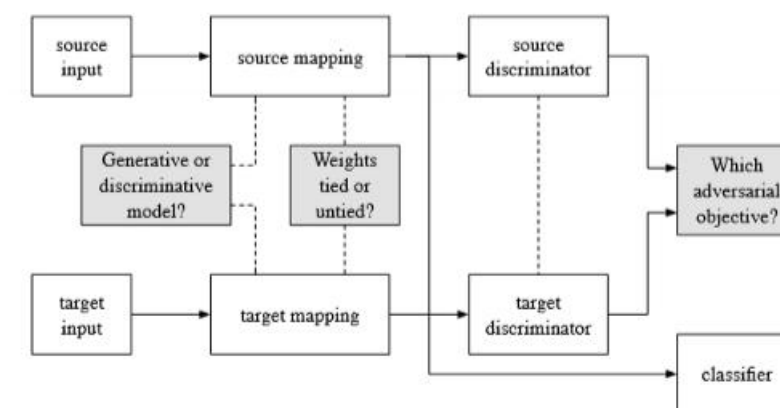 source
input
source mapping
source
discriminator
Generative or
discriminative
model?
Weights
tied or
untied?
Which
adversarial
objective?
target
input
target mapping
target
discriminator
classifier